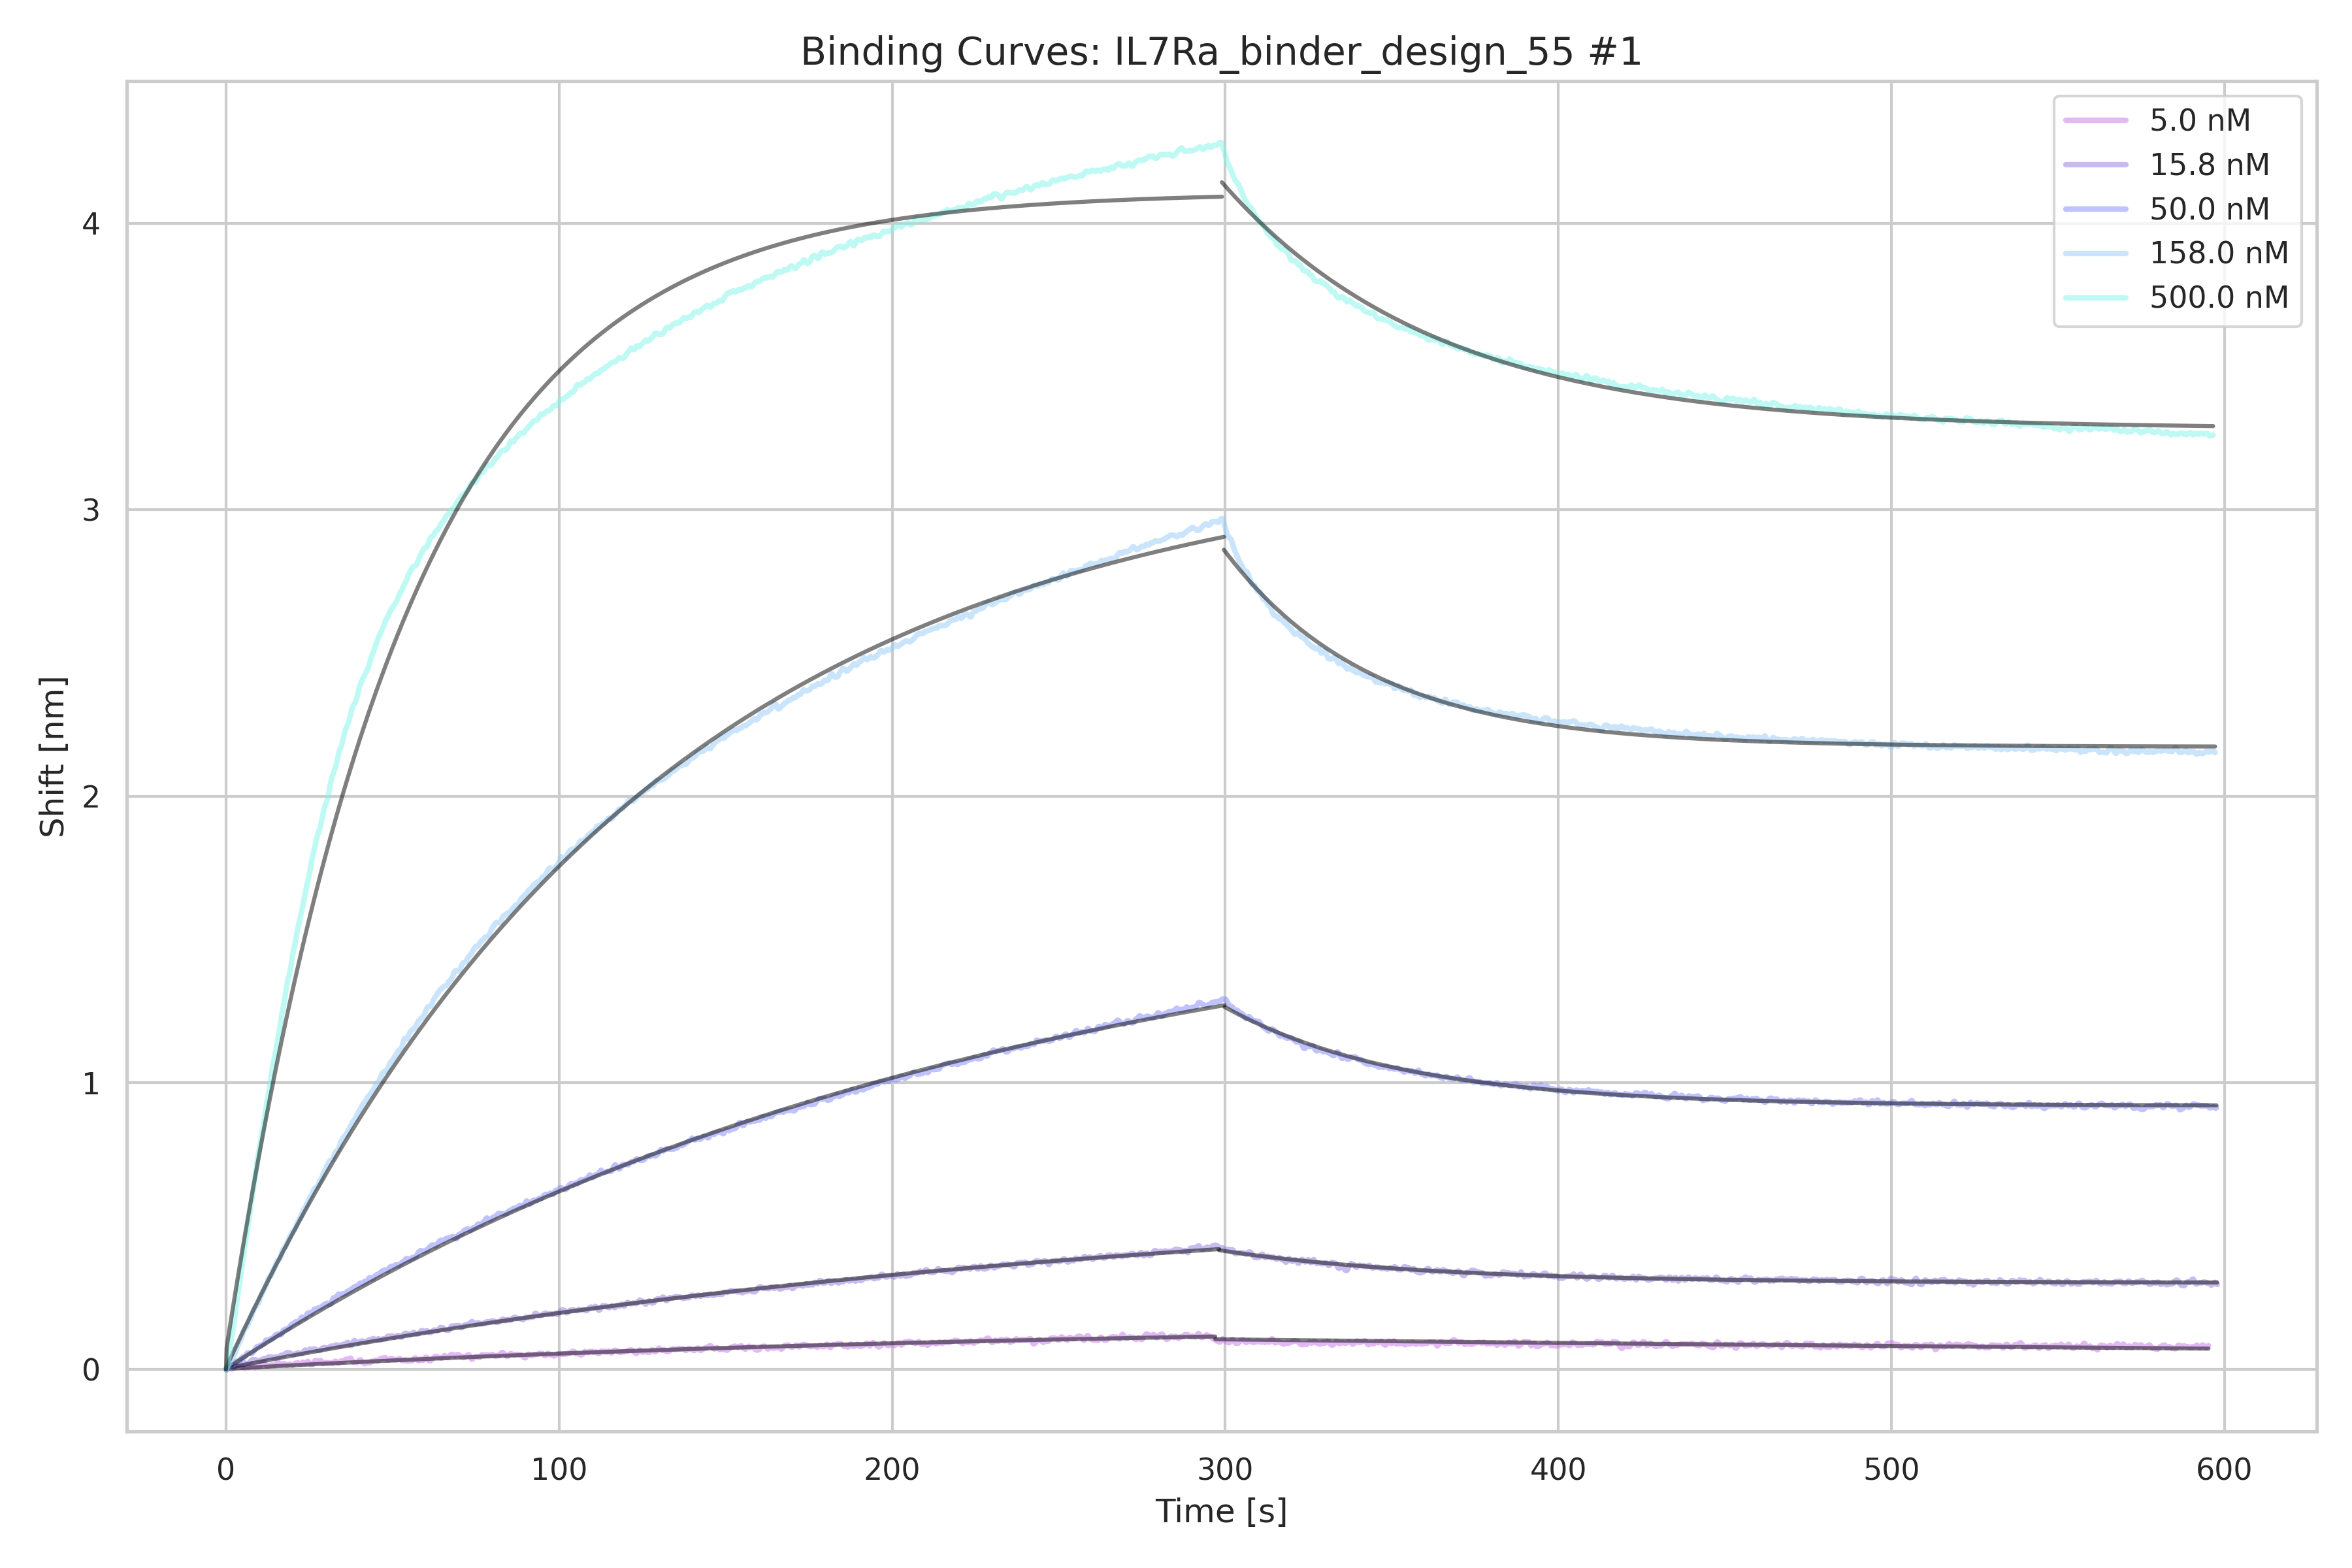 Binding Curves: IL7Ra_binder_design_55 #1
5.0 nM
15.8 nM
50.0 nM
158.0 nM
500.0 nM
Shift [nm]
4
3
2
1
0
0 100 200 300 400 500 600
Time [s]